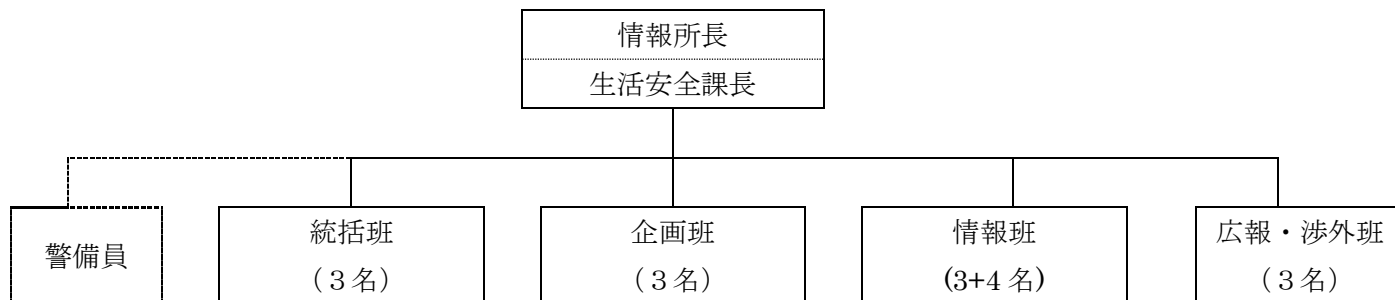 情報所長
生活安全課長
警備員
統括班
(３名)
企画班
(３名)
情報班
(3+4 名)
広報・渉外班
(３名)